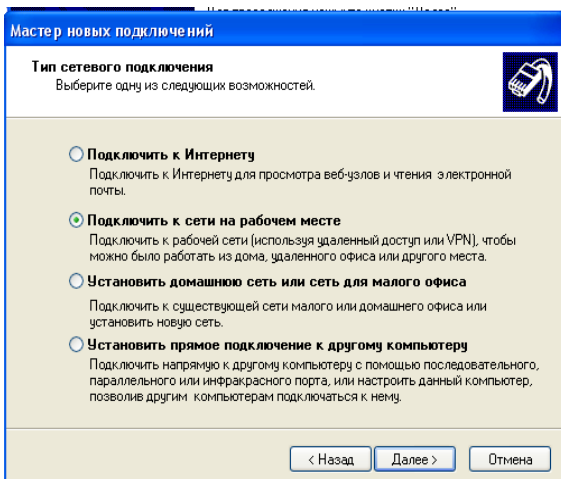 Мастер новых подключений
Тип сетевого подключения
Выберите одну из следующих возможностей.
Подключить к Интернету
Подключить к Интернету для просмотра веб-узлов и чтения электронной
почты.
Подключить к сети на рабочем месте
Подключить к рабочей сети (используя удаленный доступ или VPN), чтобы
можно было работать из дома, удаленного офиса или другого места.
Установить домашнюю сеть или сеть для малого офиса
Подключить к существующей сети малого или домашнего офиса или
установить новую сеть.
Установить прямое подключение к другому компьютеру
Подключить напрямую к другому компьютеру с помощью последовательного,
параллельного или инфракрасного порта, или настроить данный компьютер,
позволив другим компьютерам подключаться к нему.
< Назад Далее > Отмена